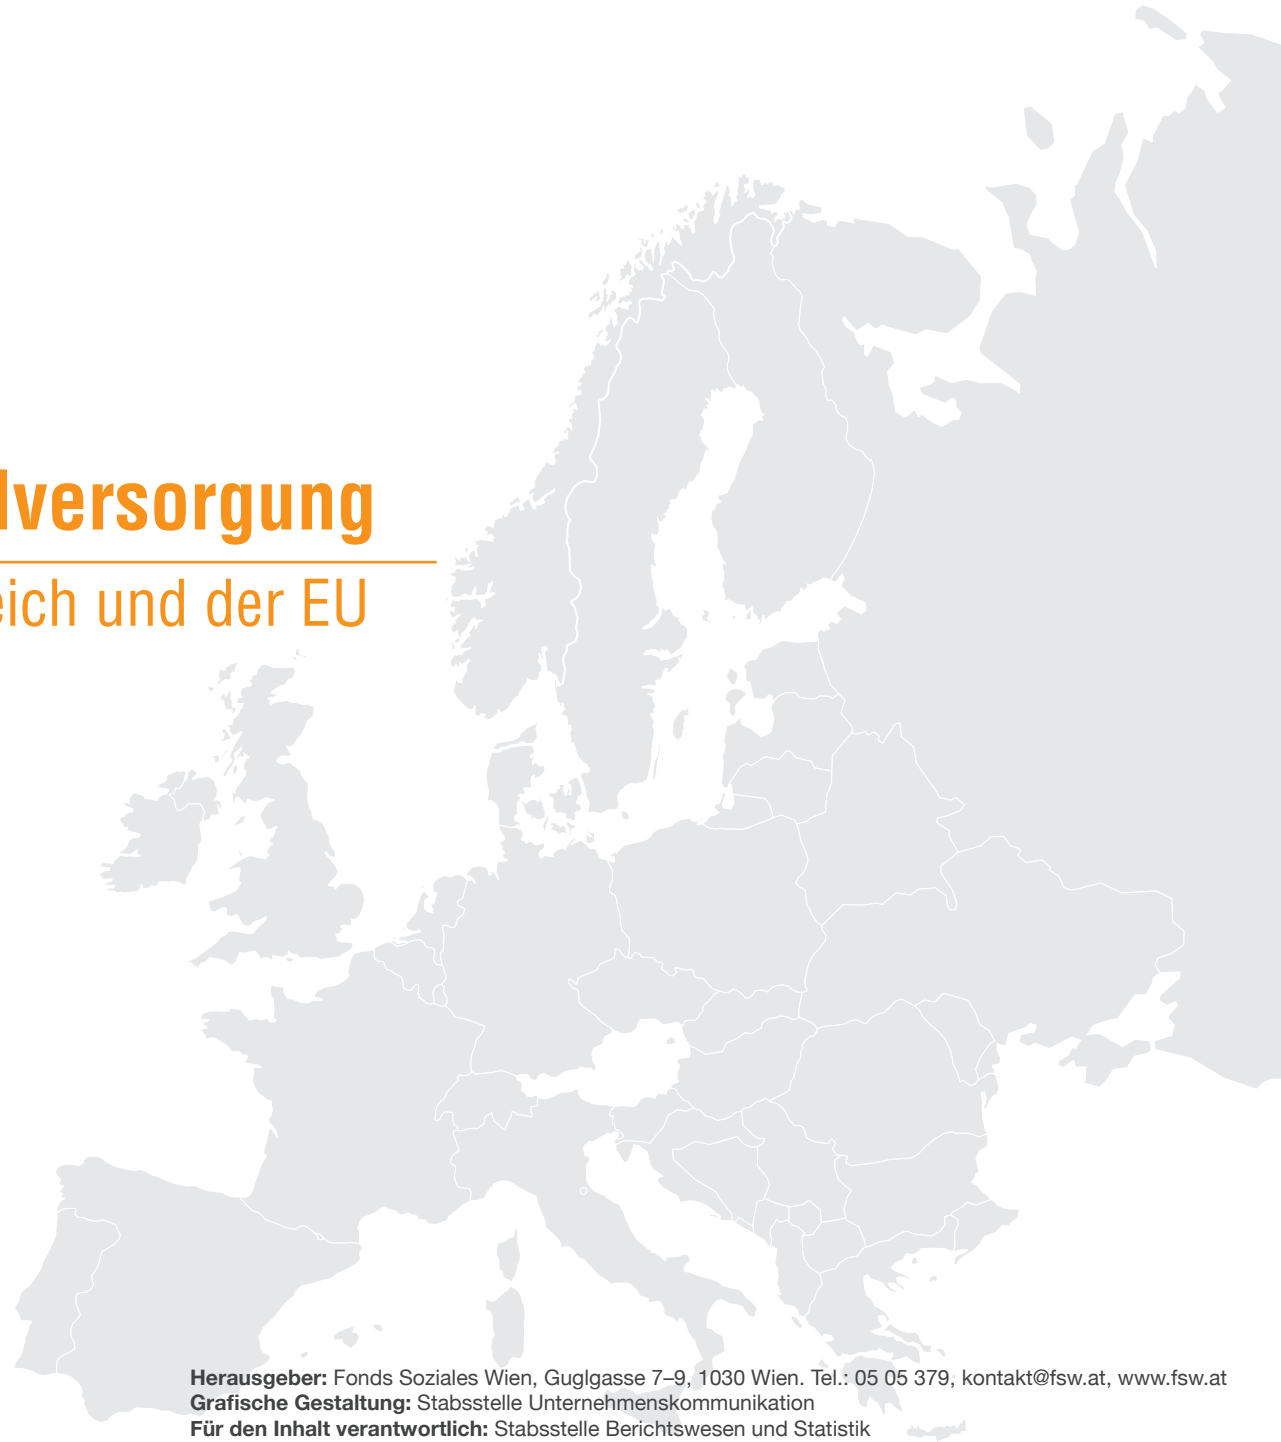 lversorgung
eich und der EU
Herausgeber: Fonds Soziales Wien, Guglgasse 7–9, 1030 Wien. Tel.: 05 05 379, kontakt@fsw.at, www.fsw.at
Grafische Gestaltung: Stabsstelle Unternehmenskommunikation
Für den Inhalt verantwortlich: Stabsstelle Berichtswesen und Statistik